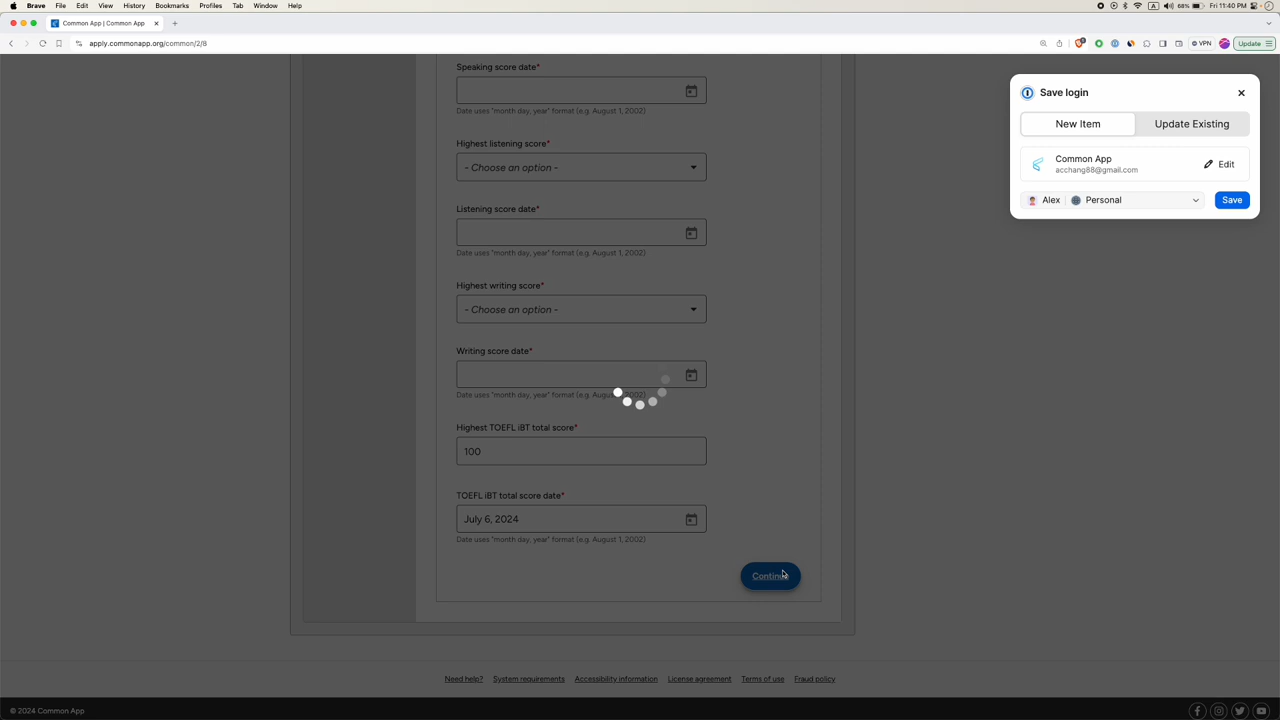 Brave File Edit View History Bookmarks Profiles Tab Window Help
A 68% Fri 11:40 PM
Common App | Common App
apply.commonapp.org/common/2/8
VPN Update
Save login
New Item Update Existing
Common App
acchang88@gmail.com
Edit
Alex Personal
Save
Speaking score date*
Date uses "month day, year" format (e.g. August 1, 2002)
Highest listening score*
- Choose an option -
Listening score date*
Date uses "month day, year" format (e.g. August 1, 2002)
Highest writing score*
- Choose an option -
Writing score date*
Date uses "month day, year" format (e.g. August 1, 2002)
Highest TOEFL iBT total score*
100
TOEFL iBT total score date*
July 6, 2024
Date uses "month day, year" format (e.g. August 1, 2002)
Continue
Need help? System requirements Accessibility information License agreement Terms of use Fraud policy
© 2024 Common App